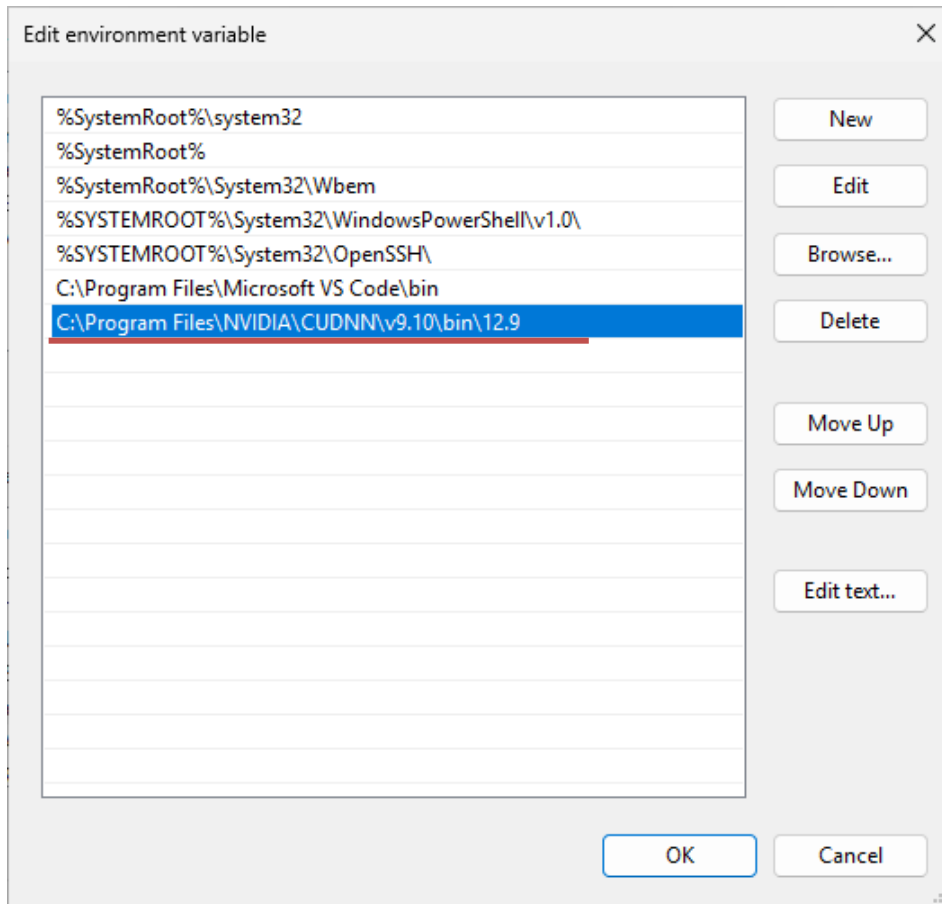 Edit environment variable
%SystemRoot%\system32
%SystemRoot%
%SystemRoot%\System32\Wbem
%SYSTEMROOT%\System32\WindowsPowerShell\v1.0\
%SYSTEMROOT%\System32\OpenSSH\
C:\Program Files\Microsoft VS Code\bin
C:\Program Files\NVIDIA\CUDNN\v9.10\bin\12.9
New
Edit
Browse...
Delete
Move Up
Move Down
Edit text...
OK
Cancel